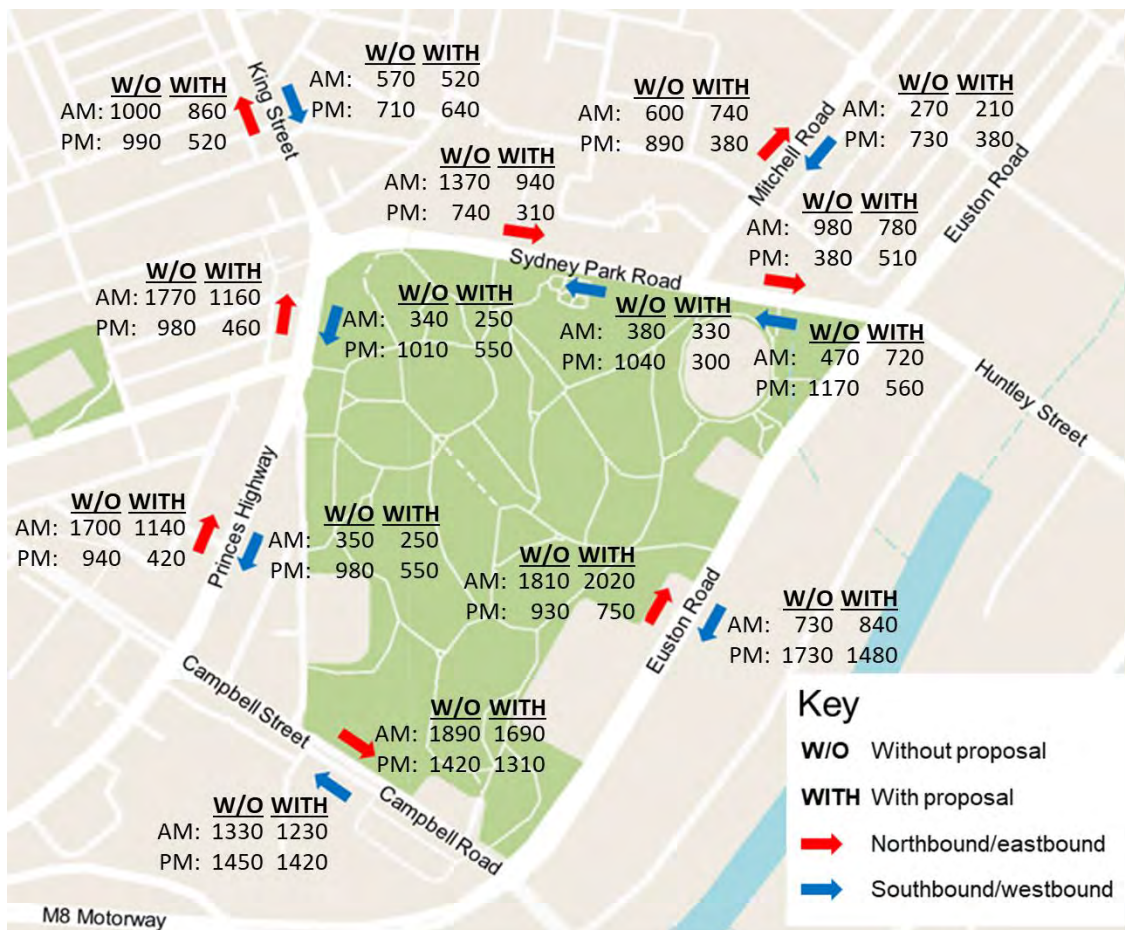 W/O WITH
AM: 1000 860
PM: 990 520
King Street
W/O WITH
AM: 570 520
PM: 710 640
W/O WITH
AM: 600 740
PM: 890 380
Mitchell Road
W/O WITH
AM: 270 210
PM: 730 380
Euston Road
W/O WITH
AM: 1370 940
PM: 740 310
Sydney Park Road
W/O WITH
AM: 980 780
PM: 380 510
W/O WITH
AM: 1770 1160
PM: 980 460
W/O WITH
AM: 340 250
PM: 1010 550
W/O WITH
AM: 380 330
PM: 1040 300
W/O WITH
AM: 470 720
PM: 1170 560
Huntley Street
Princes Highway
W/O WITH
AM: 1700 1140
PM: 940 420
W/O WITH
AM: 350 250
PM: 980 550
W/O WITH
AM: 1810 2020
PM: 930 750
Euston Road
W/O WITH
AM: 730 840
PM: 1730 1480
Campbell Street
W/O WITH
AM: 1890 1690
PM: 1420 1310
W/O WITH
AM: 1330 1230
PM: 1450 1420
Campbell Road
M8 Motorway
Key
W/O Without proposal
WITH With proposal
Northbound/eastbound
Southbound/westbound